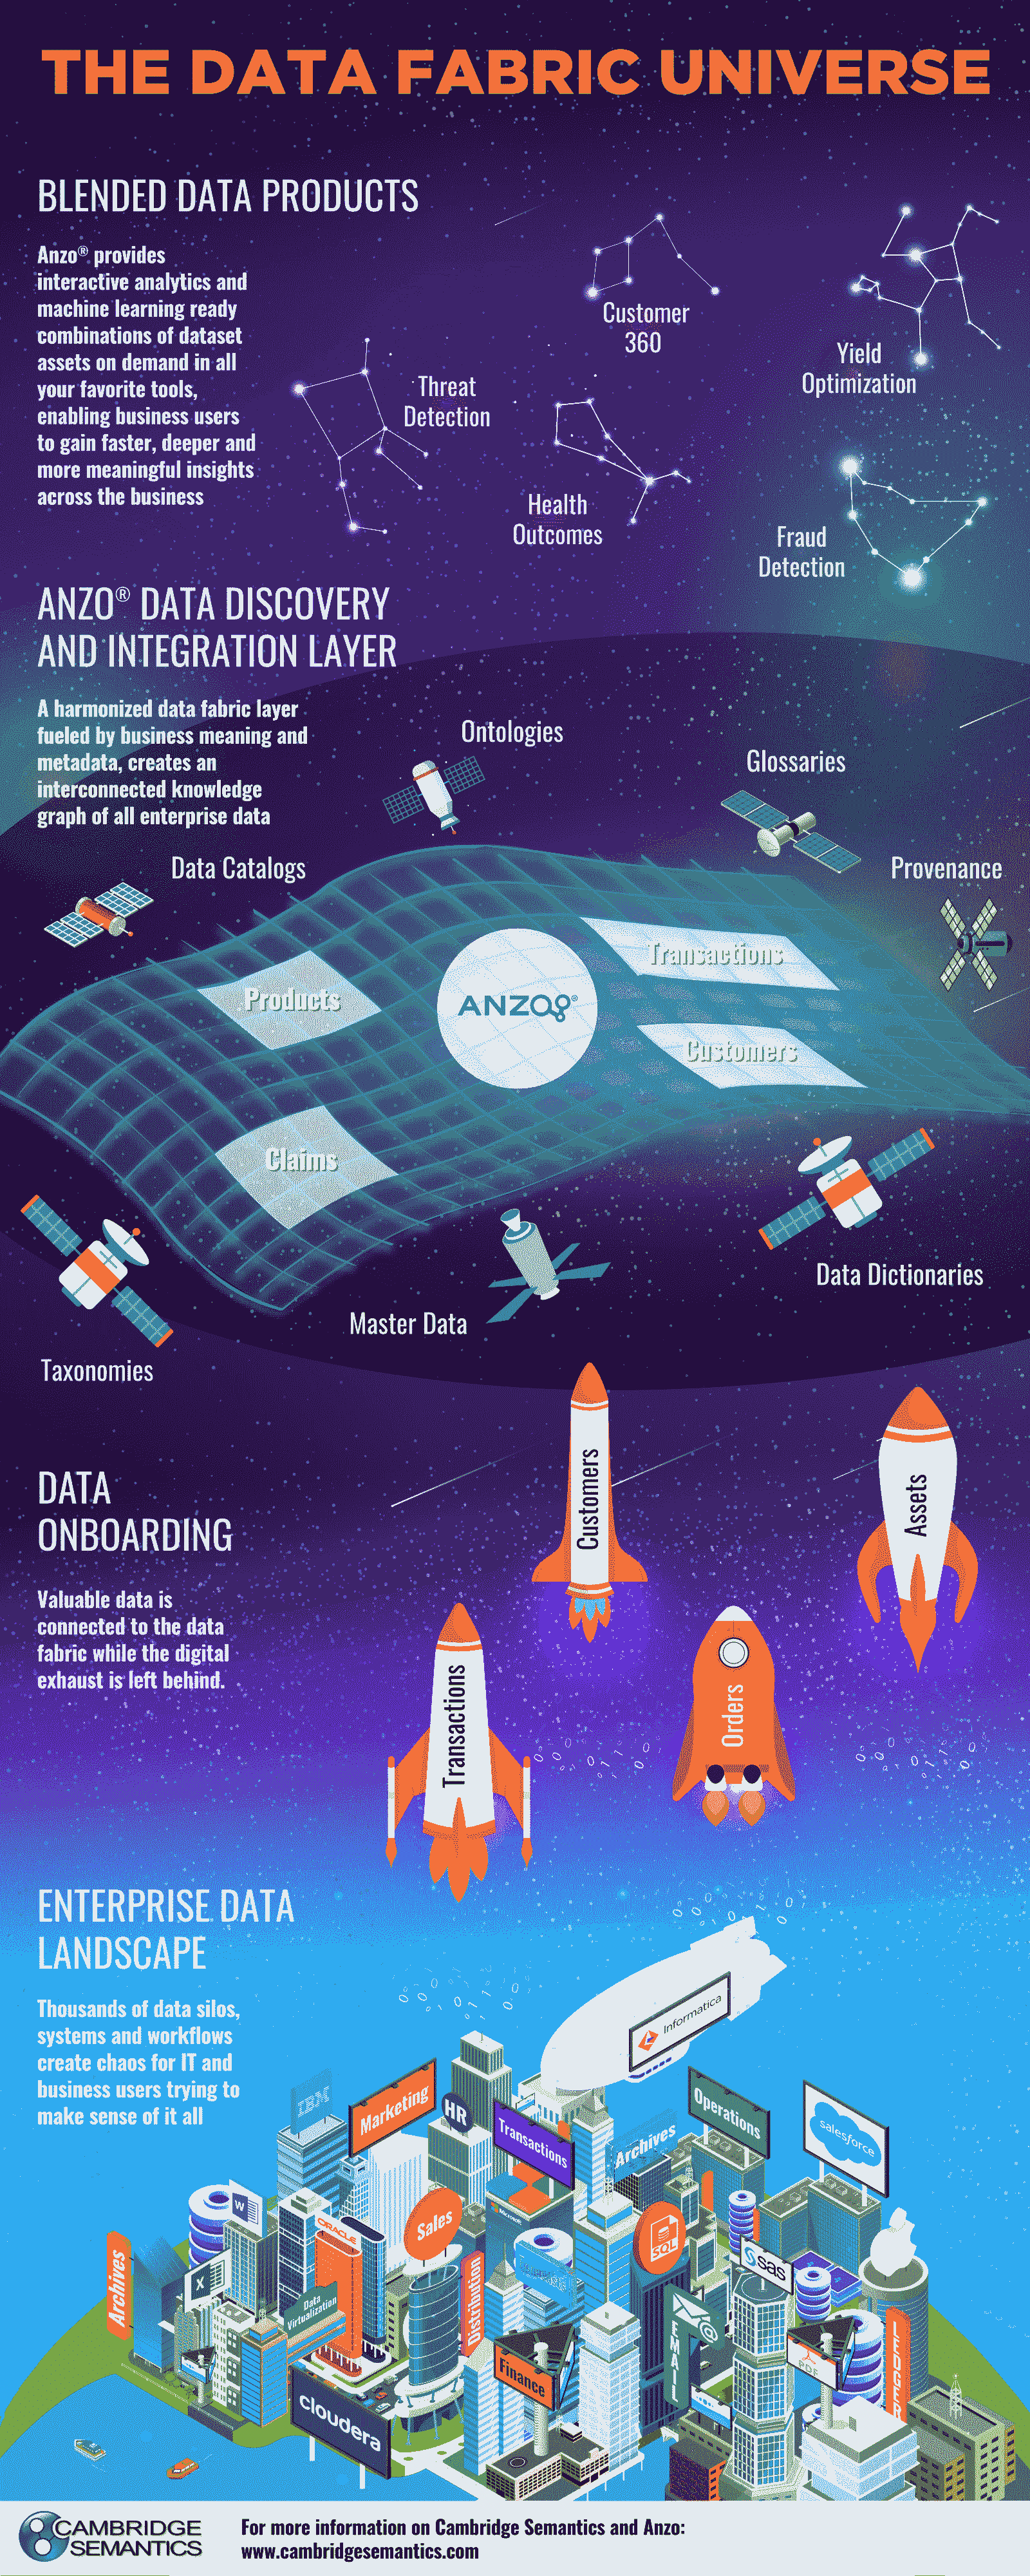 THE DATA FABRIC UNIVERSE
BLENDED DATA PRODUCTS
Anzo® provides
interactive analytics and
machine learning ready
combinations of dataset
assets on demand in all
your favorite tools,
enabling business users
to gain faster, deeper and
more meaningful insights
across the business
Customer
360
Yield
Optimization
Threat
Detection
Health
Outcomes
Fraud
Detection
ANZO® DATA DISCOVERY
AND INTEGRATION LAYER
A harmonized data fabric layer
fueled by business meaning and
metadata, creates an
interconnected knowledge
graph of all enterprise data
Ontologies
Glossaries
Data Catalogs
Provenance
Transactions
Products
ANZO®
Customers
Claims
Data Dictionaries
Master Data
Taxonomies
DATA
ONBOARDING
Valuable data is
connected to the data
fabric while the digital
exhaust is left behind.
Customers
Assets
Transactions
Orders
ENTERPRISE DATA
LANDSCAPE
Thousands of data silos,
systems and workflows
create chaos for IT and
business users trying to
make sense of it all
Informatica
IBM
Marketing
HR
Transactions
Archives
Operations
salesforce
W
ORACLE
Sales
SQL
sas
Archives
X
Data
Virtualization
Distribution
EMAIL
Finance
PDF
LEDGER
cloudera
CAMBRIDGE
SEMANTICS
For more information on Cambridge Semantics and Anzo:
www.cambridgesemantics.com